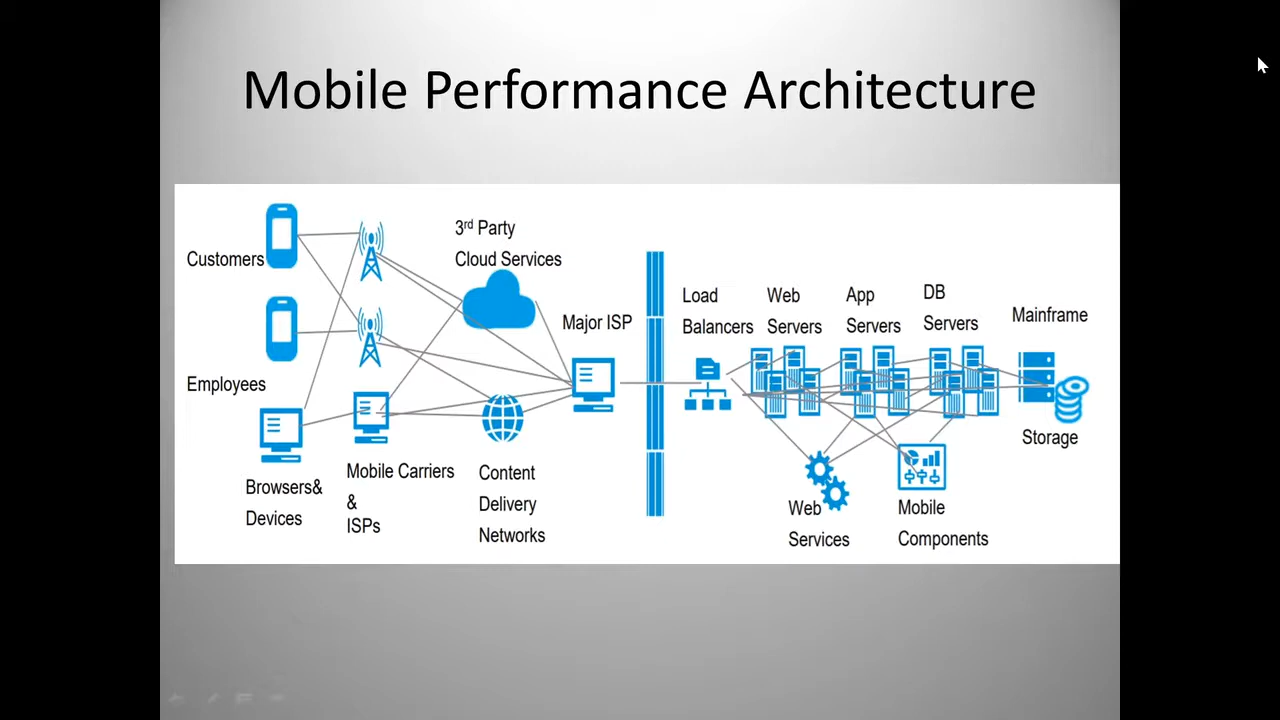 Mobile Performance Architecture
Customers
Employees
Browsers&
Devices
Mobile Carriers
&
ISPs
3rd Party
Cloud Services
Content
Delivery
Networks
Major ISP
Load
Balancers
Web
Servers
App
Servers
DB
Servers
Mainframe
Storage
Web
Services
Mobile
Components